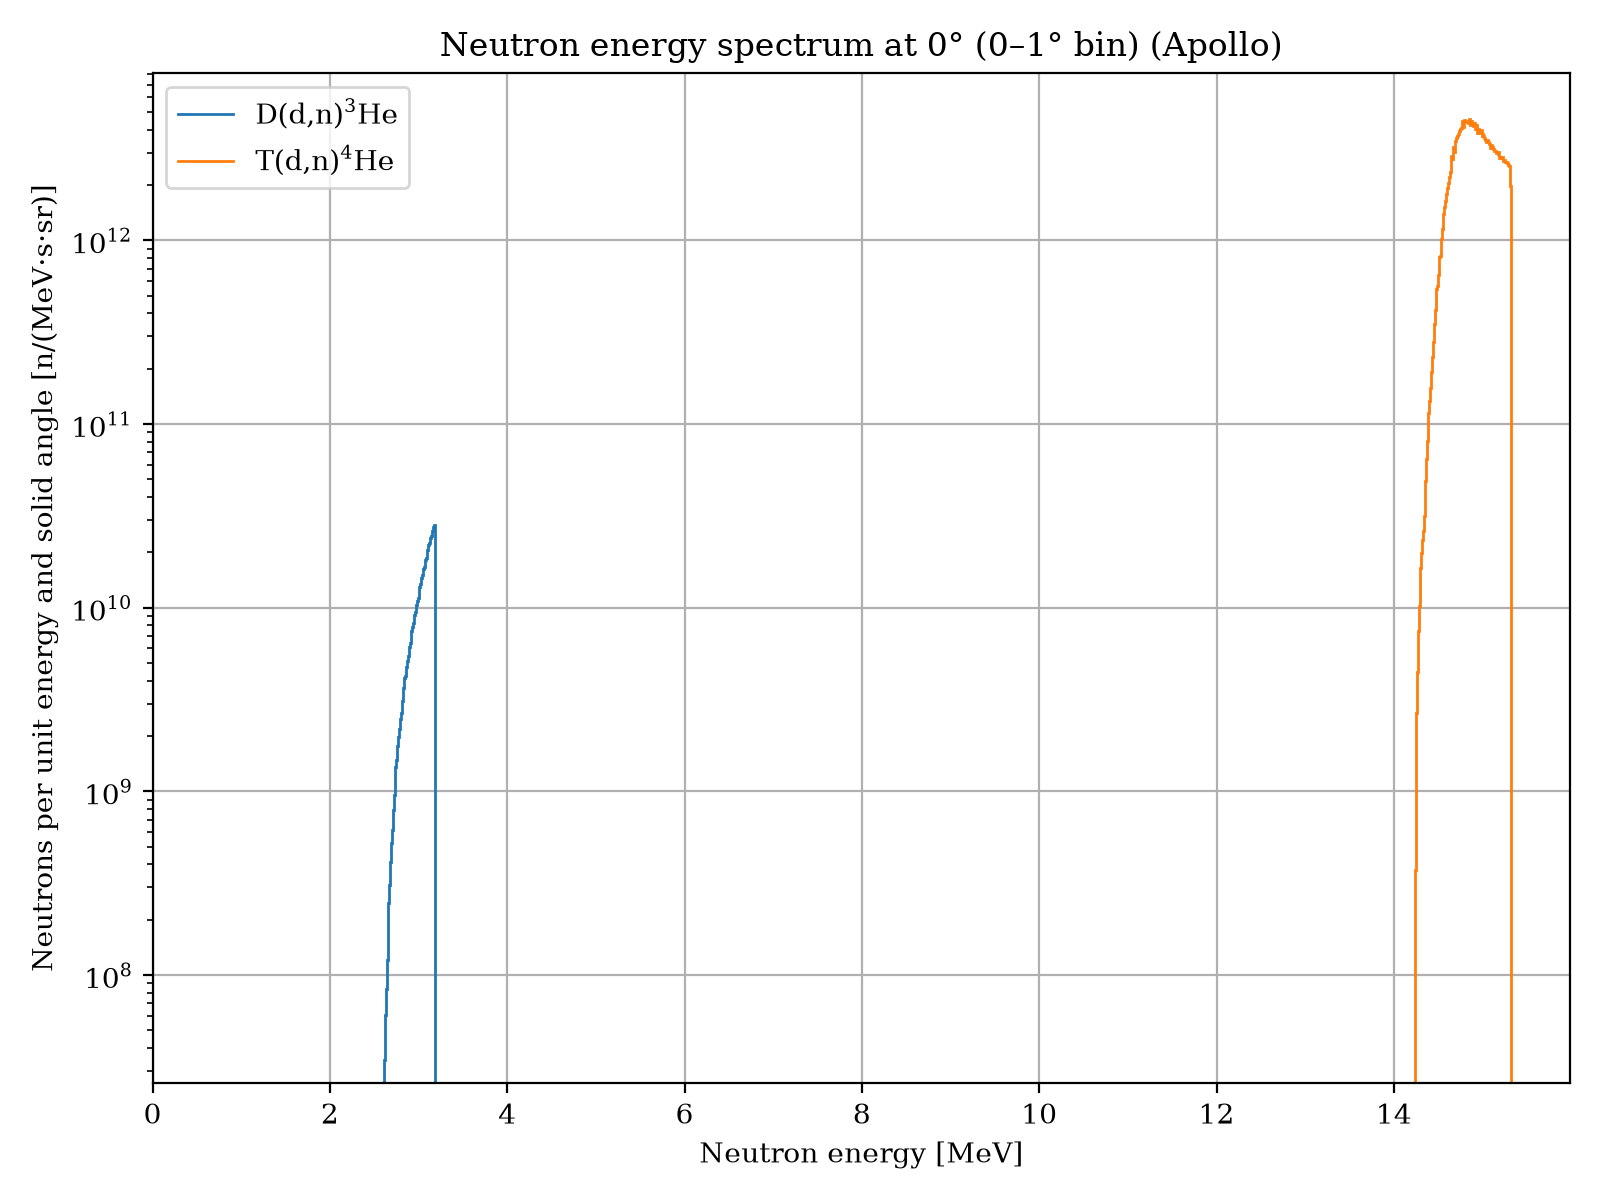 Neutron energy spectrum at 0° (0–1° bin) (Apollo)
D(d,n)³He
T(d,n)⁴He
Neutrons per unit energy and solid angle [n/(MeV·s·sr)]
10¹²
10¹¹
10¹⁰
10⁹
10⁸
0 2 4 6 8 10 12 14
Neutron energy [MeV]